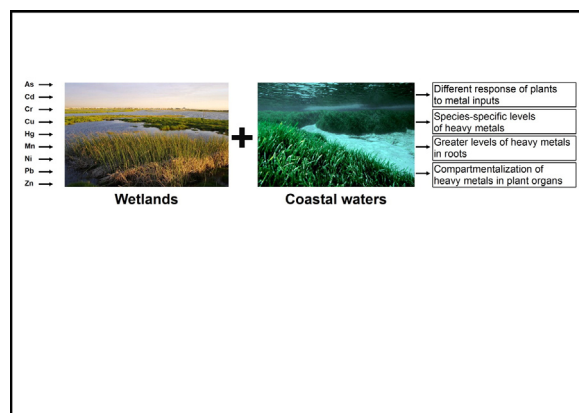 As
Cd
Cr
Cu
Hg
Mn
Ni
Pb
Zn
+
Wetlands
Coastal waters
Different response of plants
to metal inputs
Species-specific levels
of heavy metals
Greater levels of heavy metals
in roots
Compartmentalization of
heavy metals in plant organs